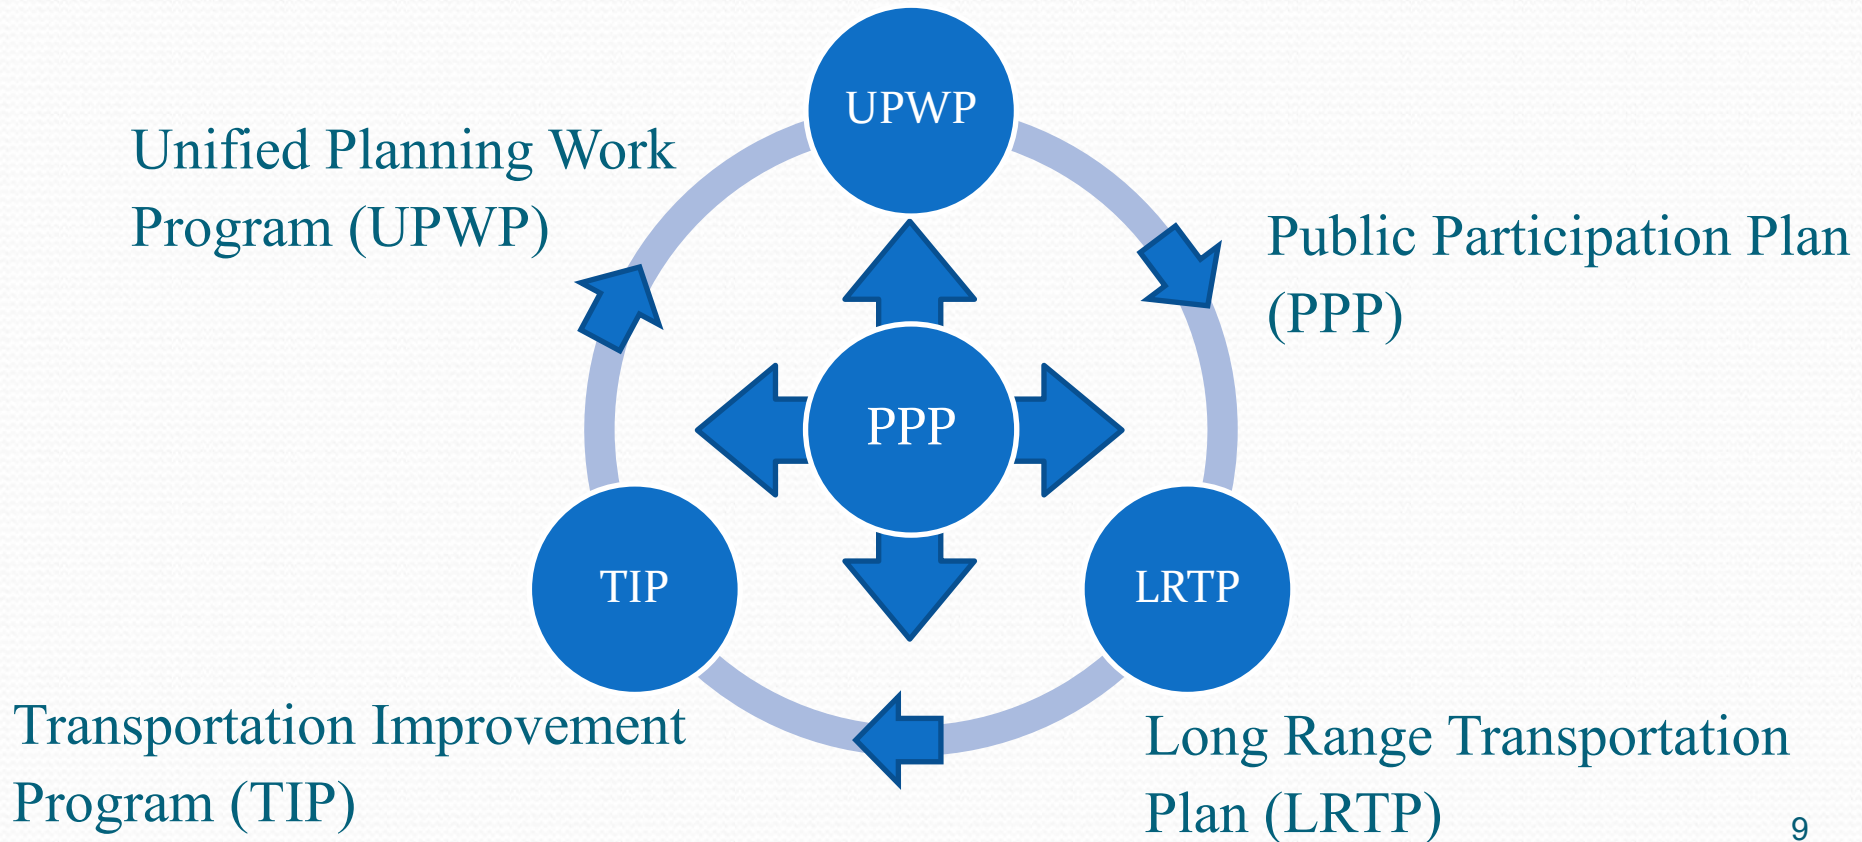 UPWP
Unified Planning Work
Program (UPWP)
Public Participation Plan
(PPP)
PPP
TIP
LRTP
Transportation Improvement
Program (TIP)
Long Range Transportation
Plan (LRTP)
9